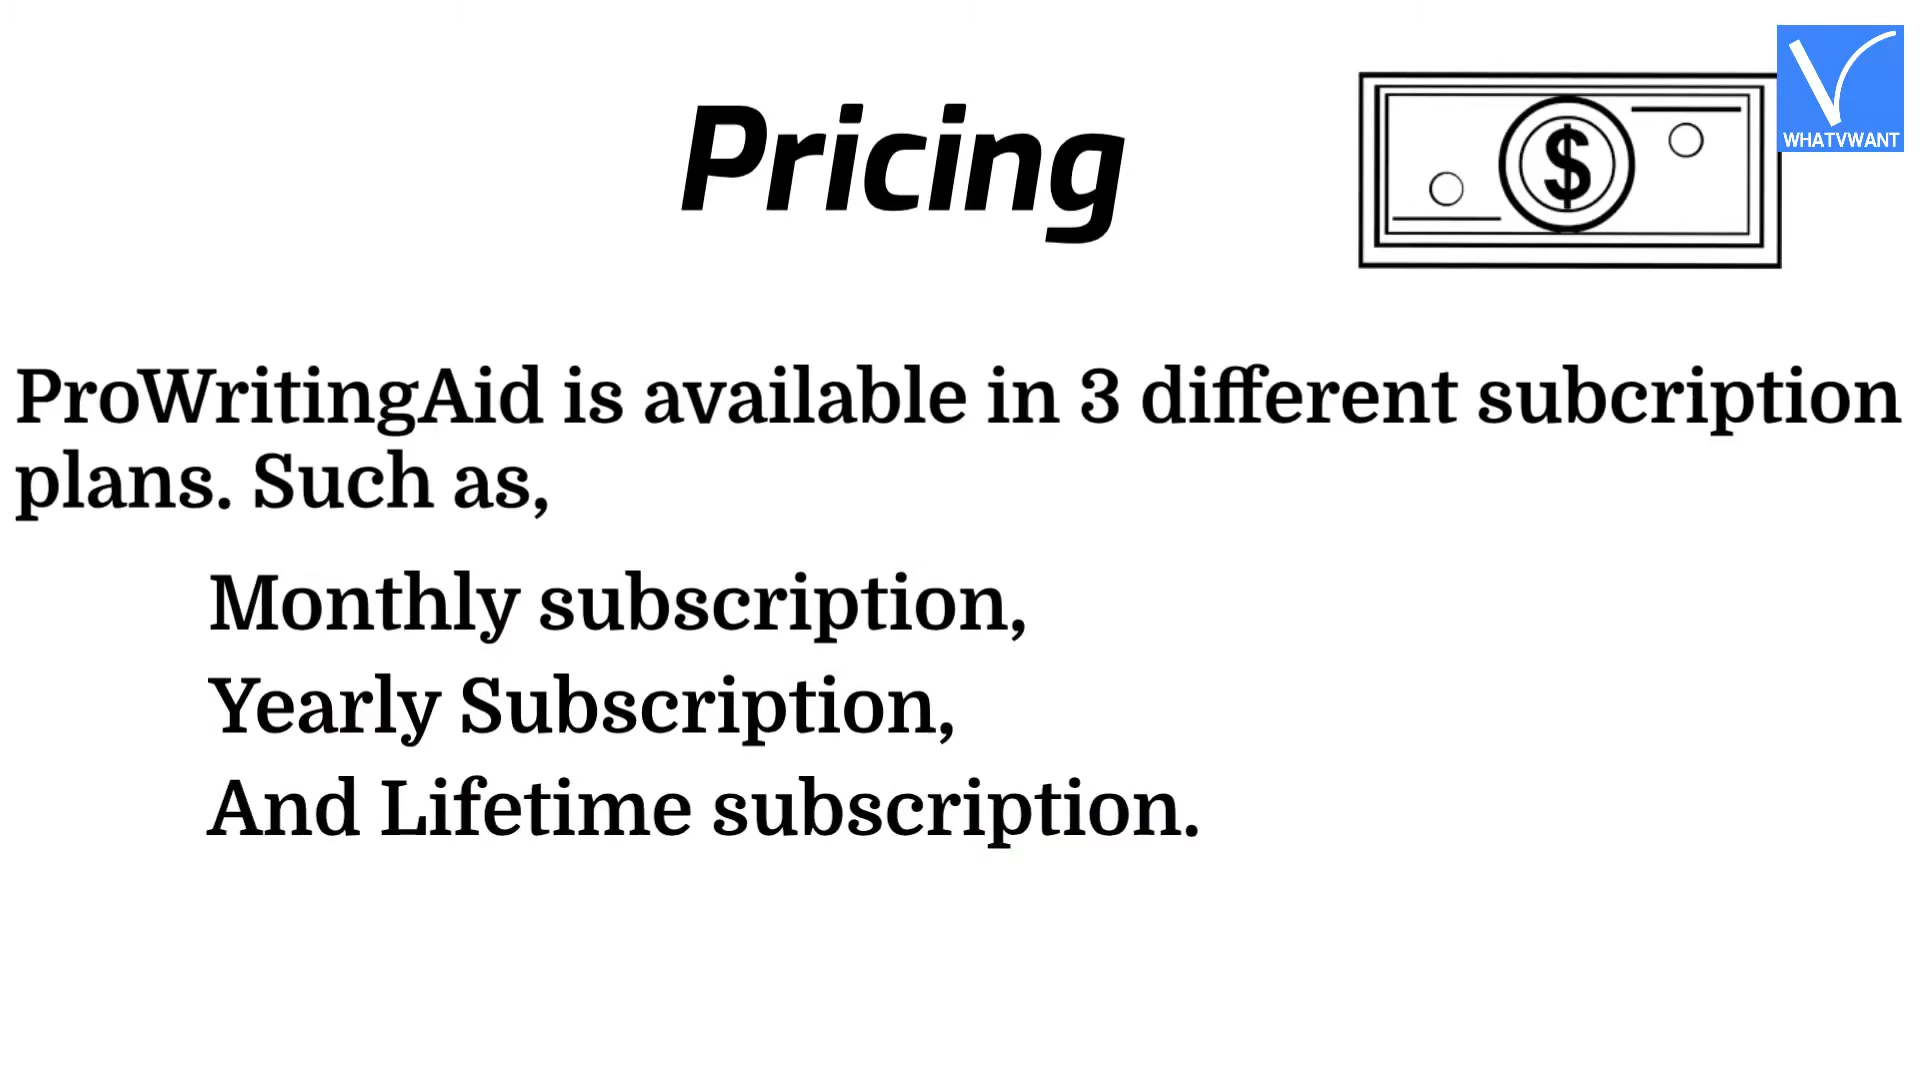 WHATVWANT
Pricing
$
ProWritingAid is available in 3 different subcription
plans. Such as,
Monthly subscription,
Yearly Subscription,
And Lifetime subscription.